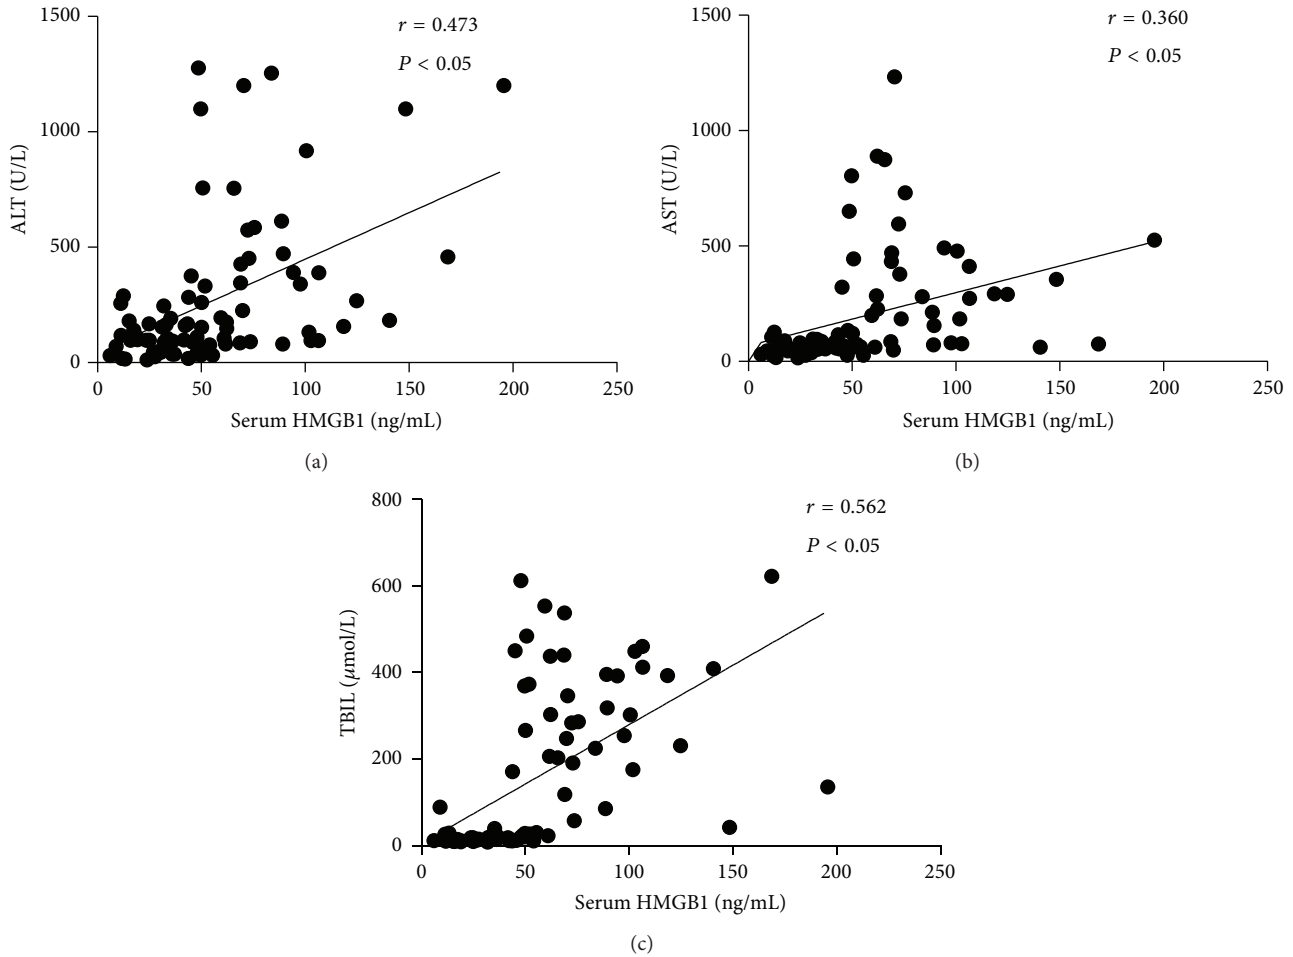 1500
1000
500
0
ALT (U/L)
r = 0.473
P < 0.05
0 50 100 150 200 250
Serum HMGB1 (ng/mL)
(a)
1500
1000
500
0
AST (U/L)
r = 0.360
P < 0.05
0 50 100 150 200 250
Serum HMGB1 (ng/mL)
(b)
800
600
400
200
0
TBIL (μmol/L)
r = 0.562
P < 0.05
0 50 100 150 200 250
Serum HMGB1 (ng/mL)
(c)